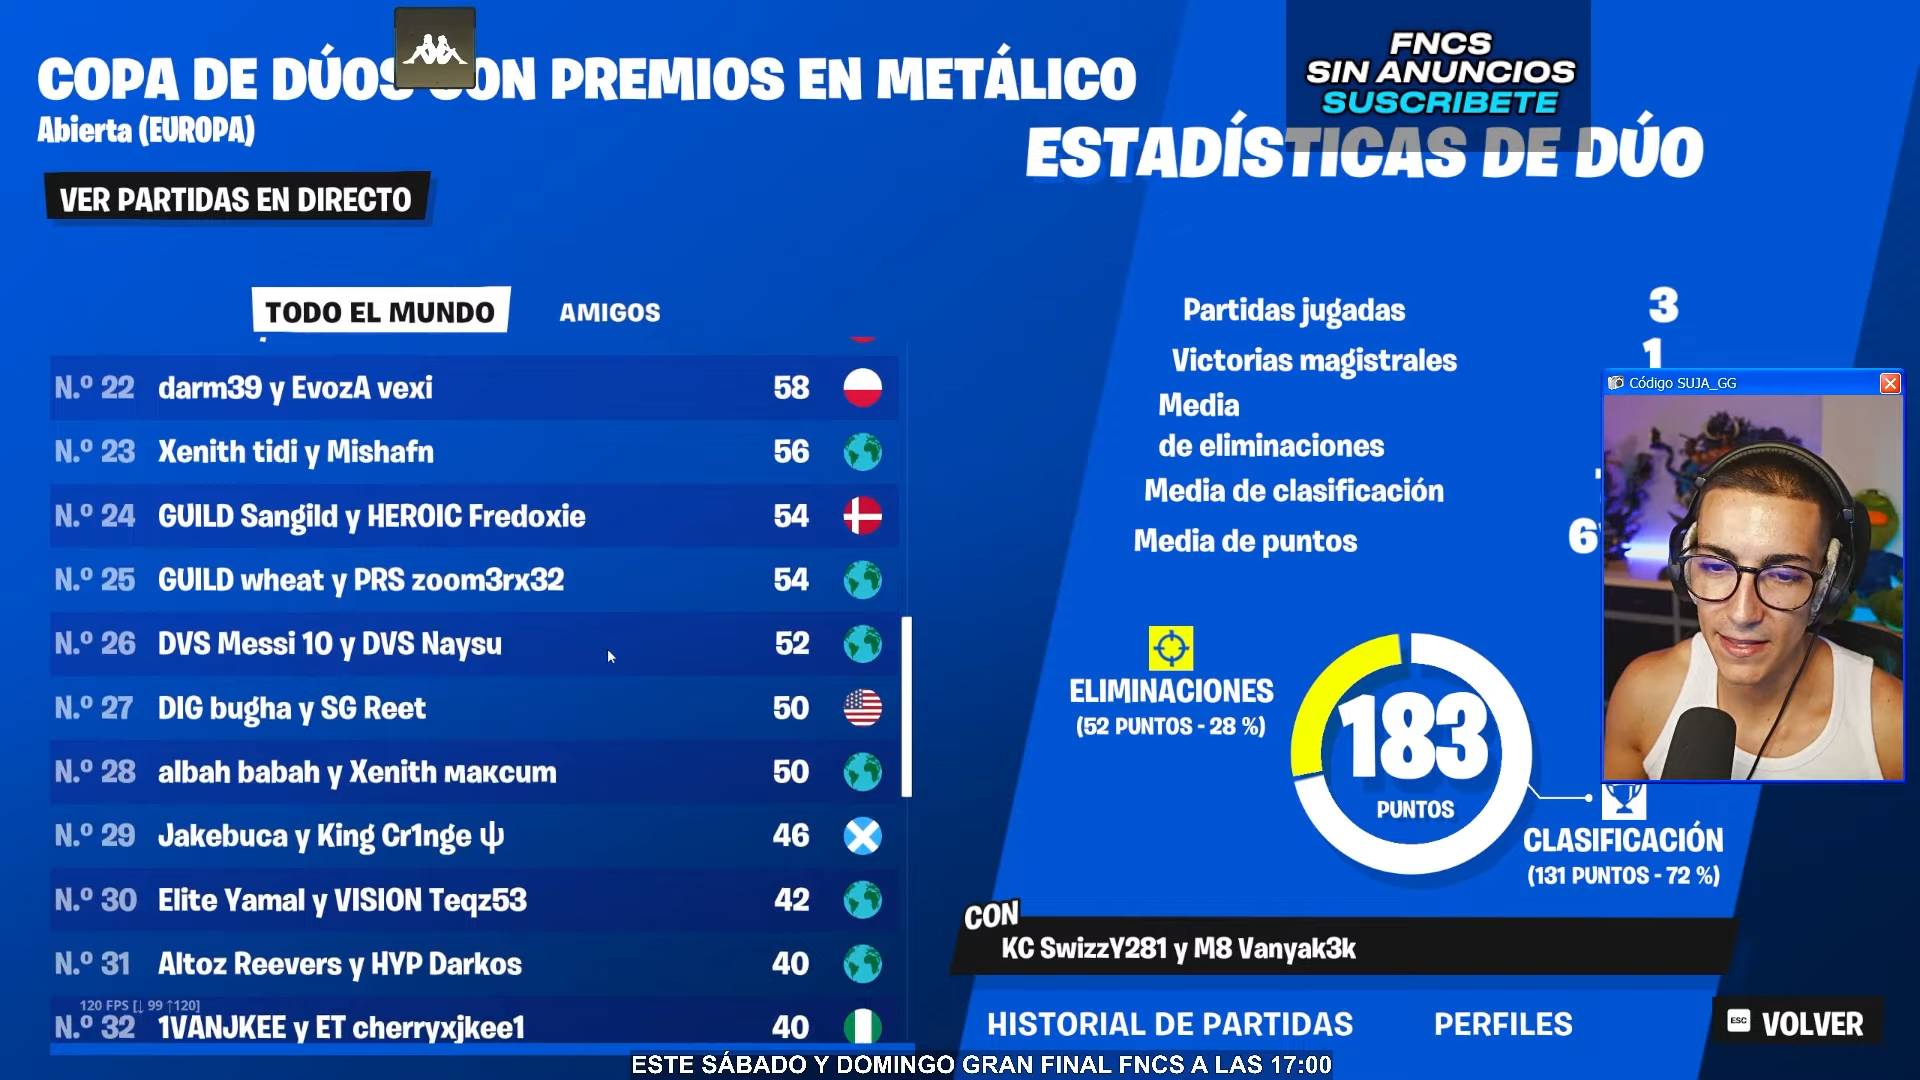 COPA DE DÚOS CON PREMIOS EN METÁLICO
Abierta (EUROPA)
VER PARTIDAS EN DIRECTO
TODO EL MUNDO
AMIGOS
N.º 22 darm39 y EvozA vexi 58
N.º 23 Xenith tidi y Mishafn 56
N.º 24 GUILD Sangild y HEROIC Fredoxie 54
N.º 25 GUILD wheat y PRS zoom3rx32 54
N.º 26 DVS Messi 10 y DVS Naysu 52
N.º 27 DIG bugha y SG Reet 50
N.º 28 albah babah y Xenith мaксuм 50
N.º 29 Jakebuca y King Cr1nge ψ 46
N.º 30 Elite Yamal y VISION Teqz53 42
N.º 31 Altoz Reevers y HYP Darkos 40
120 FPS [↓ 99 ↑120]
N.º 32 1VANJKEE y ET cherryxjkee1 40
FNCS
SIN ANUNCIOS
SUSCRIBETE
ESTADÍSTICAS DE DÚO
Partidas jugadas 3
Victorias magistrales 1
Media
de eliminaciones
Media de clasificación
Media de puntos
Código SUJA_GG
ELIMINACIONES
(52 PUNTOS - 28 %)
183
PUNTOS
CLASIFICACIÓN
(131 PUNTOS - 72 %)
CON
KC SwizzY281 y M8 Vanyak3k
HISTORIAL DE PARTIDAS
PERFILES
ESC VOLVER
ESTE SÁBADO Y DOMINGO GRAN FINAL FNCS A LAS 17:00